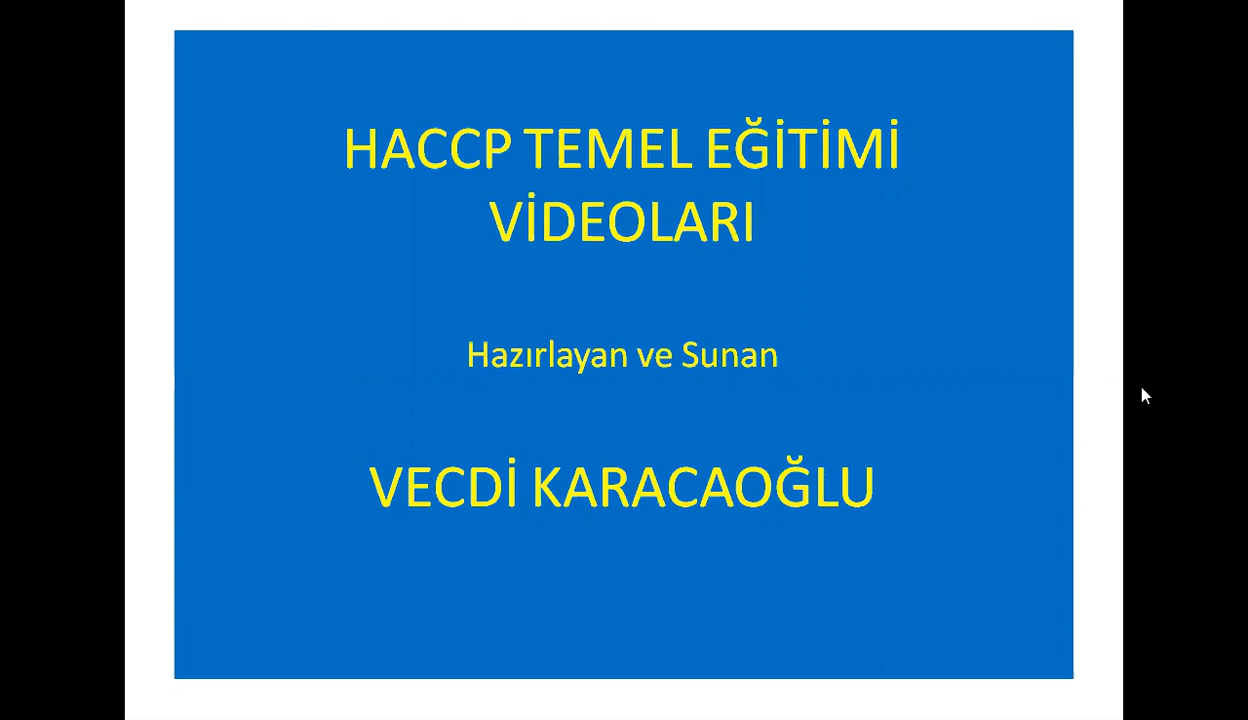 HACCP TEMEL EĞİTİMİ
VİDEOLARI
Hazırlayan ve Sunan
VECDİ KARACAOĞLU